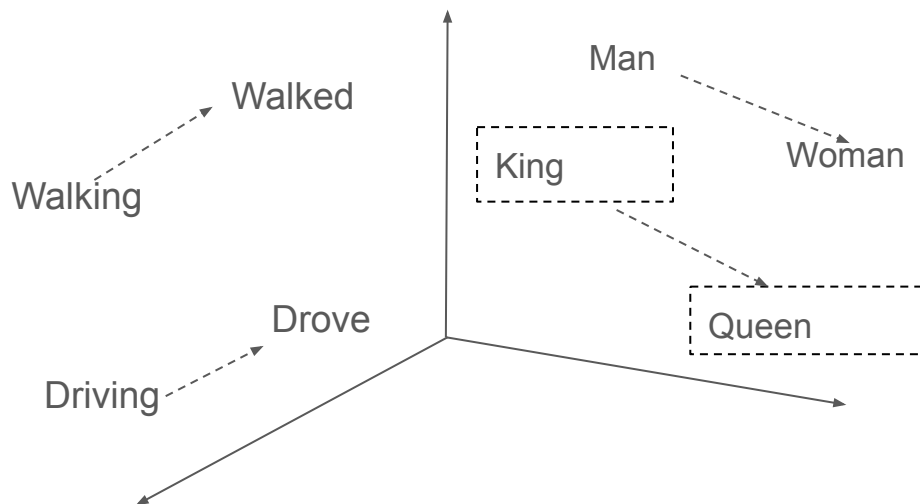 Man
Walked
Woman
King
Walking
Drove
Queen
Driving